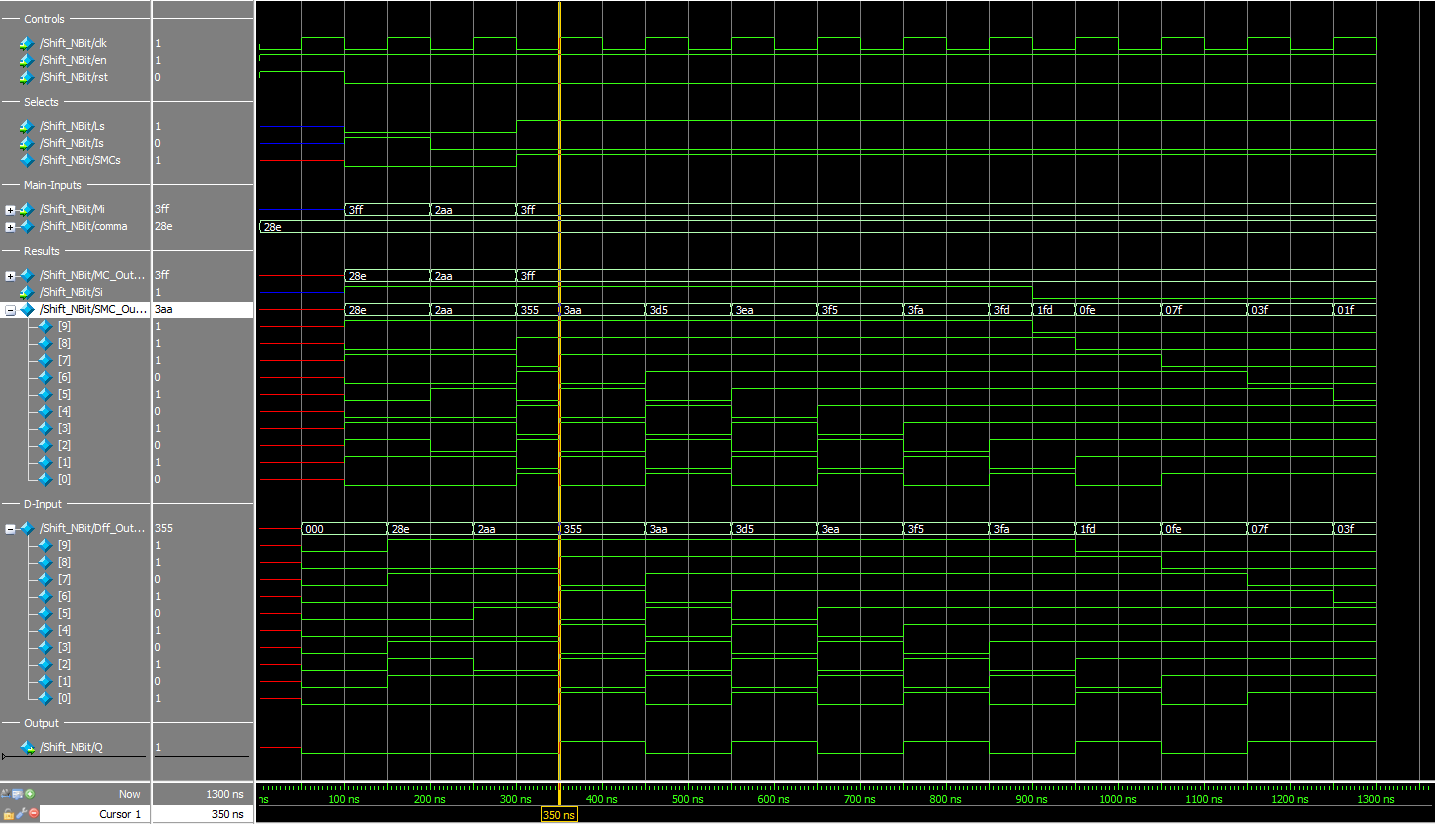 Controls
/Shift_NBit/clk 1
/Shift_NBit/en 1
/Shift_NBit/rst 0
Selects
/Shift_NBit/Ls 1
/Shift_NBit/Is 0
/Shift_NBit/SMCs 1
Main-Inputs
/Shift_NBit/Mi 3ff 3ff 2aa 3ff
/Shift_NBit/comma 28e 28e
Results
/Shift_NBit/MC_Out... 3ff 28e 2aa 3ff
/Shift_NBit/Si 1
/Shift_NBit/SMC_Ou... 3aa 28e 2aa 355 3aa 3d5 3ea 3f5 3fa 3fd 1fd 0fe 07f 03f 01f
[9] 1
[8] 1
[7] 1
[6] 0
[5] 1
[4] 0
[3] 1
[2] 0
[1] 1
[0] 0
D-Input
/Shift_NBit/Dff_Out... 355 000 28e 2aa 355 3aa 3d5 3ea 3f5 3fa 1fd 0fe 07f 03f
[9] 1
[8] 1
[7] 0
[6] 1
[5] 0
[4] 1
[3] 0
[2] 1
[1] 0
[0] 1
Output
/Shift_NBit/Q 1
Now 1300 ns ns 100 ns 200 ns 300 ns 400 ns 500 ns 600 ns 700 ns 800 ns 900 ns 1000 ns 1100 ns 1200 ns 1300 ns
Cursor 1 350 ns 350 ns